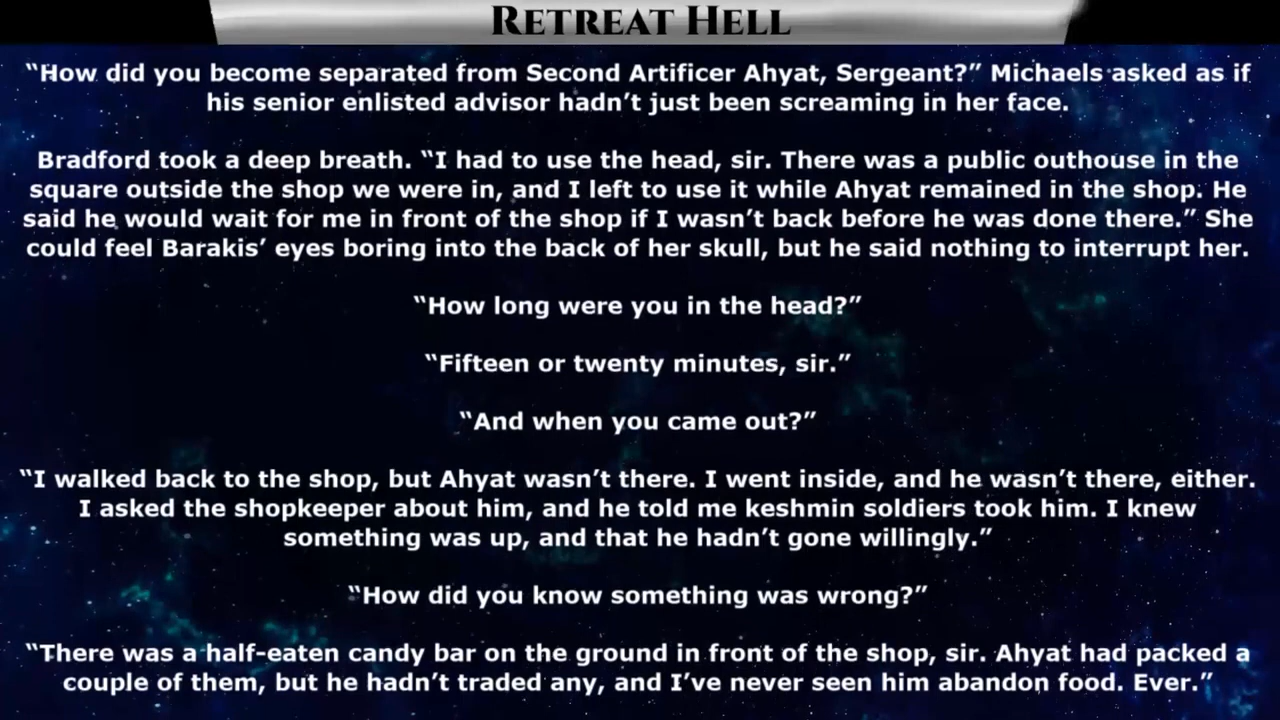 RETREAT HELL
“How did you become separated from Second Artificer Ahyat, Sergeant?” Michaels asked as if
his senior enlisted advisor hadn’t just been screaming in her face.
Bradford took a deep breath. “I had to use the head, sir. There was a public outhouse in the
square outside the shop we were in, and I left to use it while Ahyat remained in the shop. He
said he would wait for me in front of the shop if I wasn’t back before he was done there.” She
could feel Barakis’ eyes boring into the back of her skull, but he said nothing to interrupt her.
“How long were you in the head?”
“Fifteen or twenty minutes, sir.”
“And when you came out?”
“I walked back to the shop, but Ahyat wasn’t there. I went inside, and he wasn’t there, either.
I asked the shopkeeper about him, and he told me keshmin soldiers took him. I knew
something was up, and that he hadn’t gone willingly.”
“How did you know something was wrong?”
“There was a half-eaten candy bar on the ground in front of the shop, sir. Ahyat had packed a
couple of them, but he hadn’t traded any, and I’ve never seen him abandon food. Ever.”